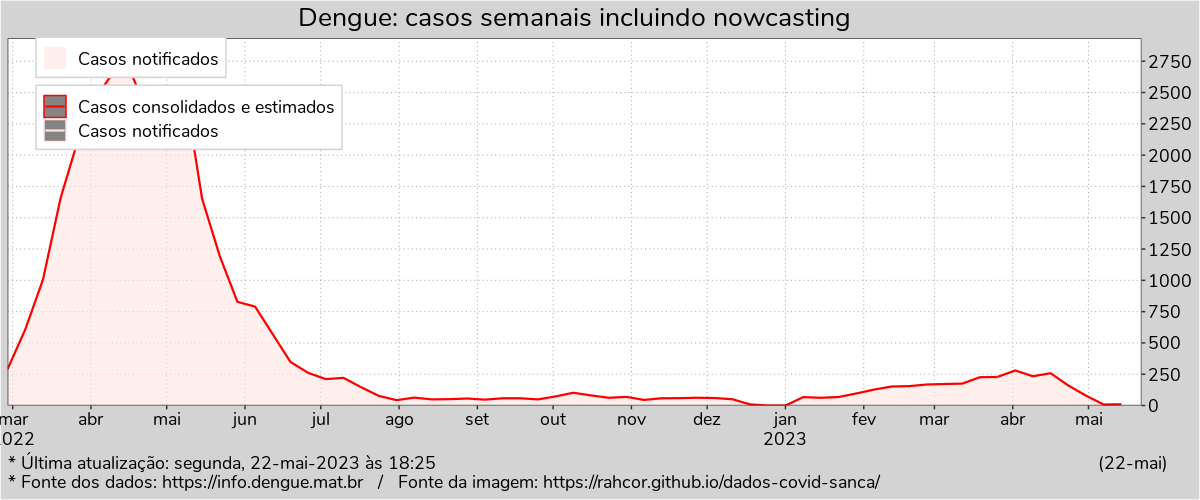 Dengue: casos semanais incluindo nowcasting
Casos notificados
Casos consolidados e estimados
Casos notificados
2750
2500
2250
2000
1750
1500
1250
1000
750
500
250
0
mar abr mai jun jul ago set out nov dez jan fev mar abr mai
2022 2023
* Última atualização: segunda, 22-mai-2023 às 18:25 (22-mai)
* Fonte dos dados: https://info.dengue.mat.br / Fonte da imagem: https://rahcor.github.io/dados-covid-sanca/